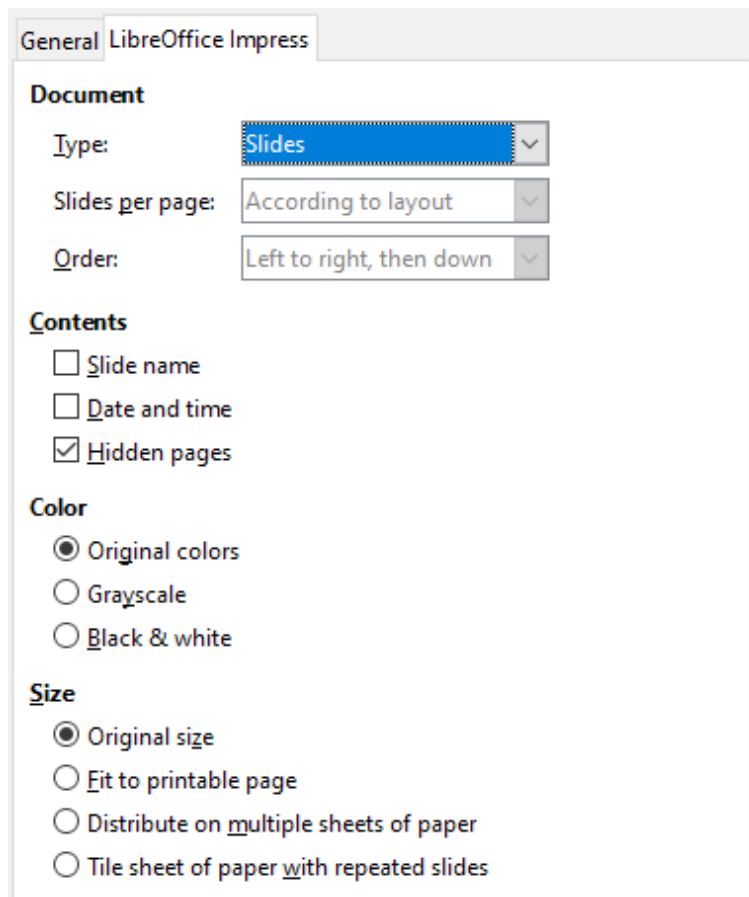 General LibreOffice Impress
Document
Type: Slides
Slides per page: According to layout
Order: Left to right, then down
Contents
Slide name
Date and time
Hidden pages
Color
Original colors
Grayscale
Black & white
Size
Original size
Fit to printable page
Distribute on multiple sheets of paper
Tile sheet of paper with repeated slides